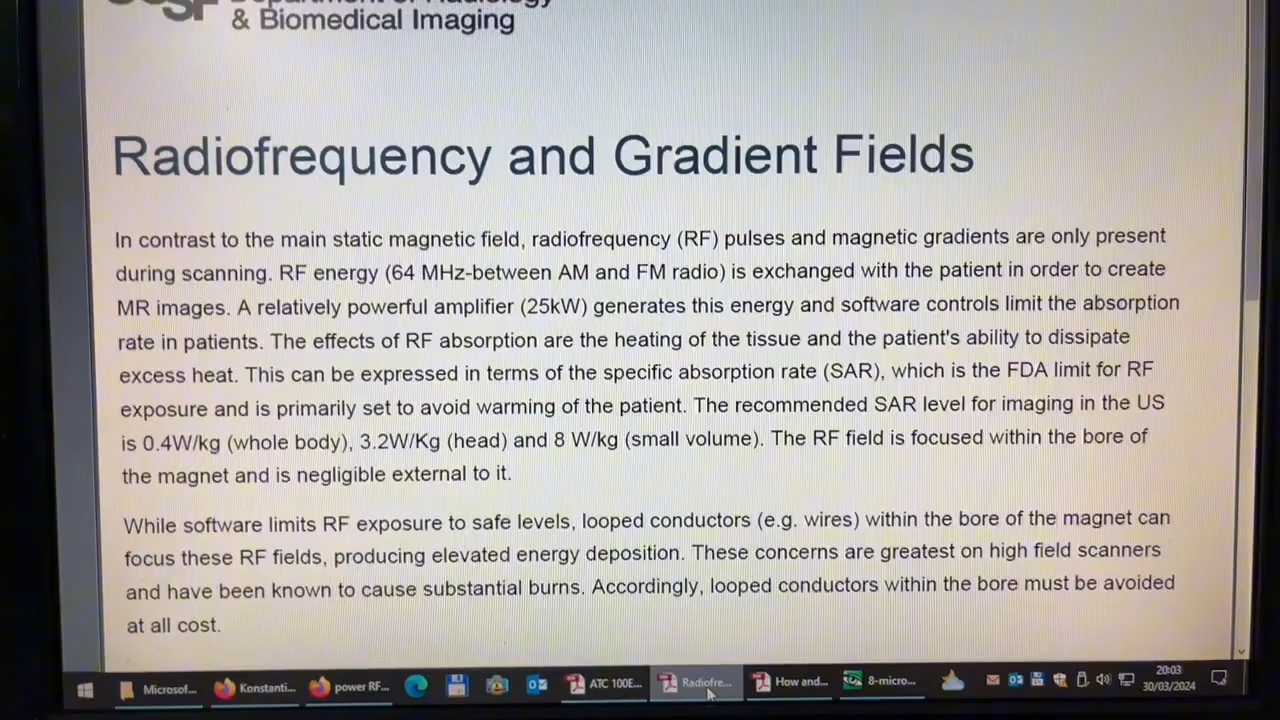 & Biomedical Imaging
Radiofrequency and Gradient Fields
In contrast to the main static magnetic field, radiofrequency (RF) pulses and magnetic gradients are only present
during scanning. RF energy (64 MHz-between AM and FM radio) is exchanged with the patient in order to create
MR images. A relatively powerful amplifier (25kW) generates this energy and software controls limit the absorption
rate in patients. The effects of RF absorption are the heating of the tissue and the patient's ability to dissipate
excess heat. This can be expressed in terms of the specific absorption rate (SAR), which is the FDA limit for RF
exposure and is primarily set to avoid warming of the patient. The recommended SAR level for imaging in the US
is 0.4W/kg (whole body), 3.2W/Kg (head) and 8 W/kg (small volume). The RF field is focused within the bore of
the magnet and is negligible external to it.
While software limits RF exposure to safe levels, looped conductors (e.g. wires) within the bore of the magnet can
focus these RF fields, producing elevated energy deposition. These concerns are greatest on high field scanners
and have been known to cause substantial burns. Accordingly, looped conductors within the bore must be avoided
at all cost.
Microsof... Konstanti... power RF... ATC 100E... Radiofre... How and... 8-micro... 20:03
30/03/2024